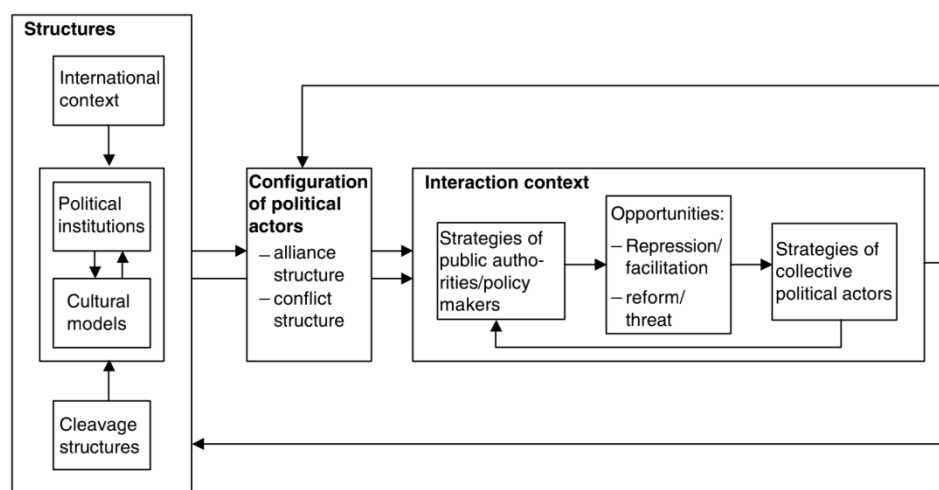 Structures
International
context
Political
institutions
Cultural
models
Cleavage
structures
Configuration
of political
actors
– alliance
structure
– conflict
structure
Interaction context
Strategies of
public autho-
rities/policy
makers
Opportunities:
– Repression/
facilitation
– reform/
threat
Strategies of
collective
political actors